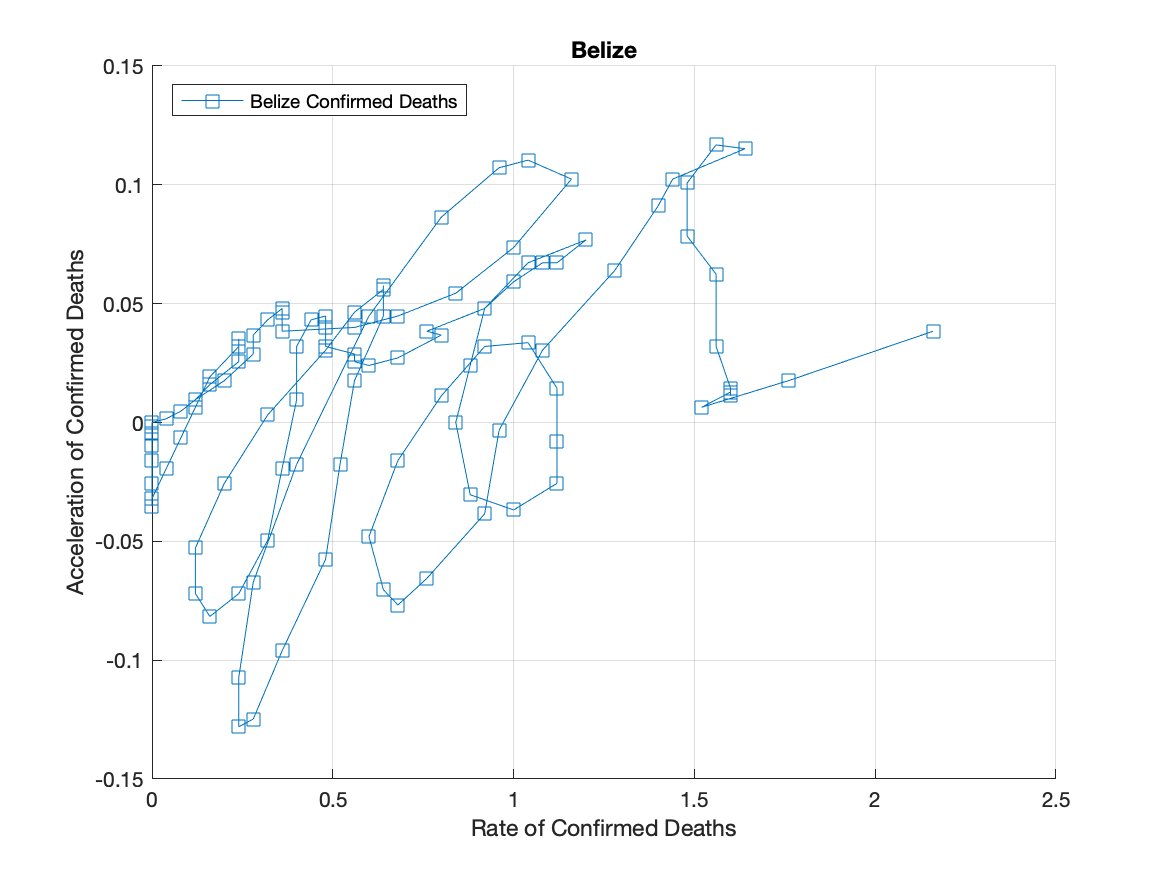 Belize
0.15
Belize Confirmed Deaths
0.1
0.05
0
-0.05
-0.1
-0.15
Acceleration of Confirmed Deaths
0 0.5 1 1.5 2 2.5
Rate of Confirmed Deaths